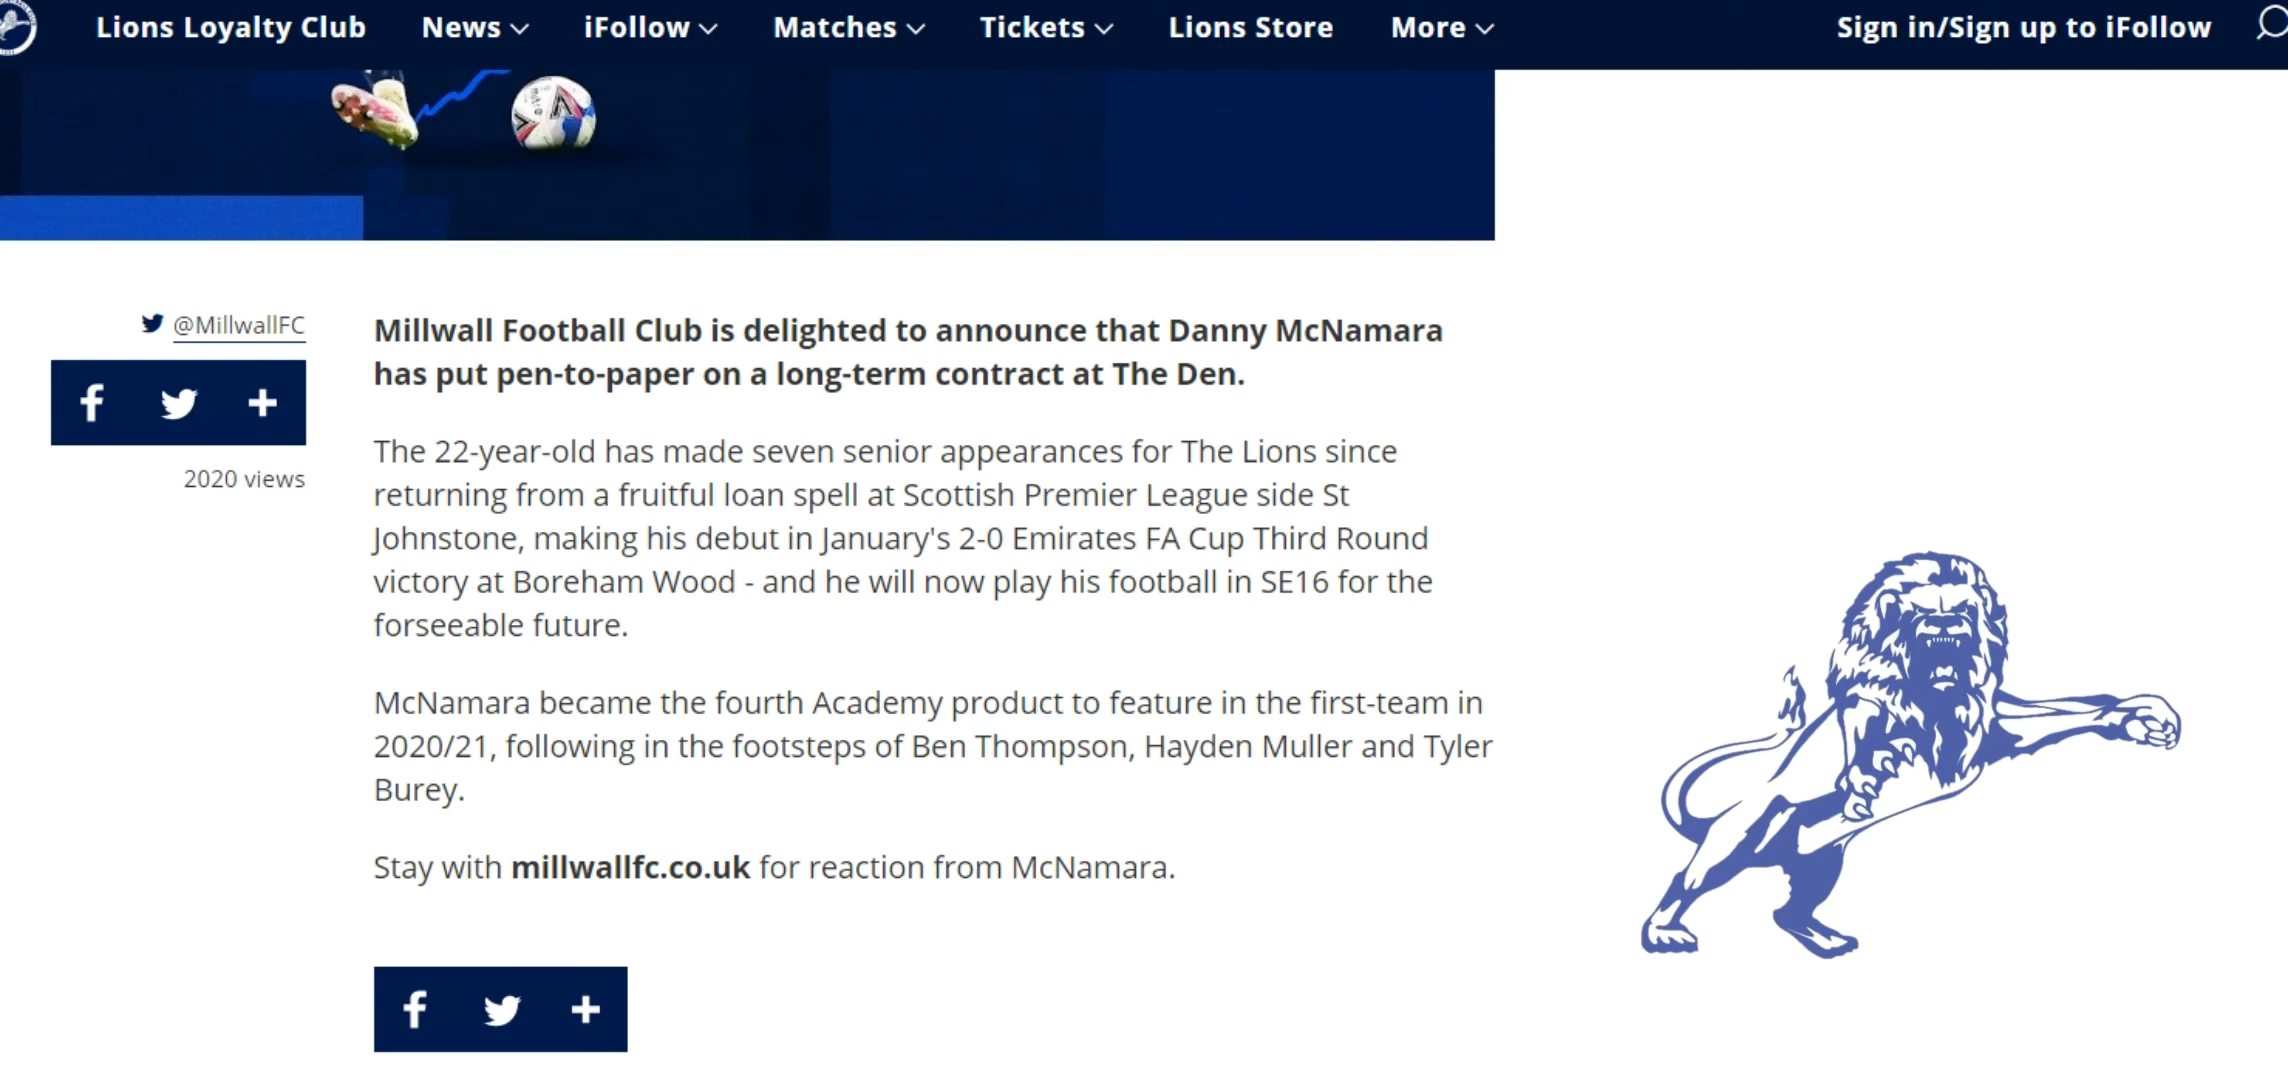 Lions Loyalty Club News iFollow Matches Tickets Lions Store More Sign in/Sign up to iFollow
@MillwallFC
2020 views
Millwall Football Club is delighted to announce that Danny McNamara
has put pen-to-paper on a long-term contract at The Den.
The 22-year-old has made seven senior appearances for The Lions since
returning from a fruitful loan spell at Scottish Premier League side St
Johnstone, making his debut in January's 2-0 Emirates FA Cup Third Round
victory at Boreham Wood - and he will now play his football in SE16 for the
forseeable future.
McNamara became the fourth Academy product to feature in the first-team in
2020/21, following in the footsteps of Ben Thompson, Hayden Muller and Tyler
Burey.
Stay with millwallfc.co.uk for reaction from McNamara.